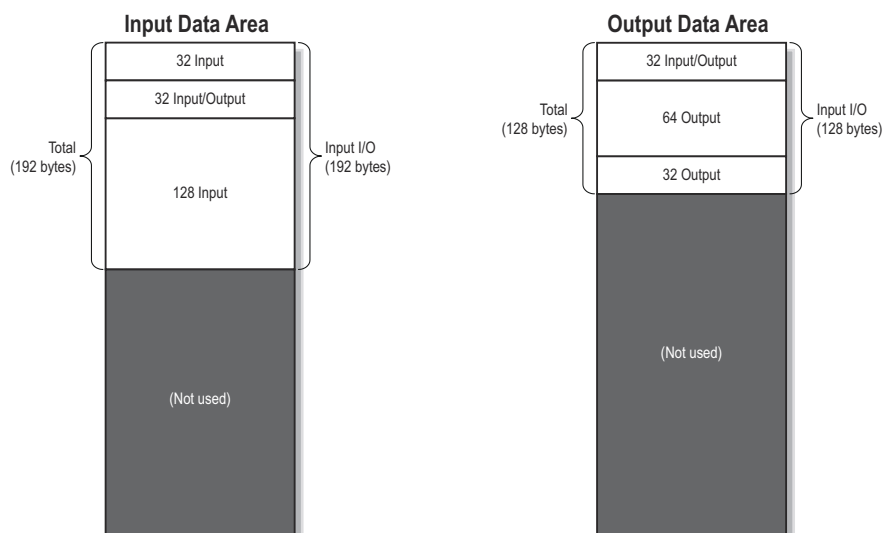 Input Data Area
32 Input
32 Input/Output
128 Input
Total
(192 bytes)
Input I/O
(192 bytes)
(Not used)
Output Data Area
32 Input/Output
64 Output
32 Output
Total
(128 bytes)
Input I/O
(128 bytes)
(Not used)